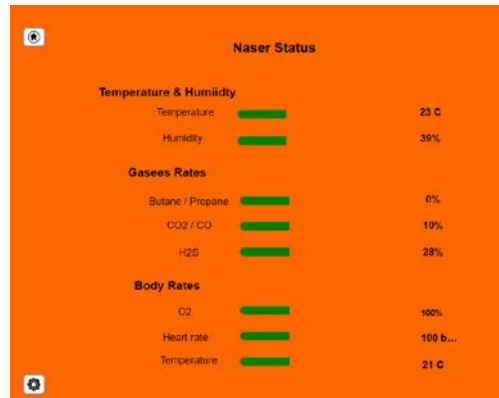 Naser Status
Temperature & Humiidty
Temperature 23 C
Humidity 39%
Gasees Rates
Butane / Propane 0%
CO2 / CO 10%
H2S 28%
Body Rates
O2 100%
Heart rate 100 b...
Temperature 21 C